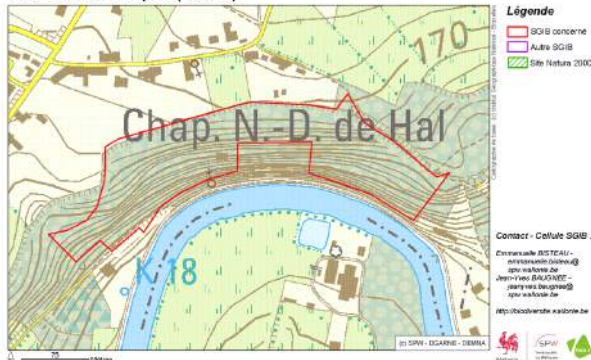 Légende
SGIB concerné
Autre SGIB
Site Natura 2000
170
Chap. N.-D. de Hal
K 18
Contact - Cellule SGIB :
Emmanuelle BISTEAU -
emmanuelle.bisteau@
spw.wallonie.be
Jean-Yves BAUGNEE -
jeanyves.baugnee@
spw.wallonie.be
http://biodiversite.wallonie.be
(c) SPW - DGARNE - DEMNA
75
SPW